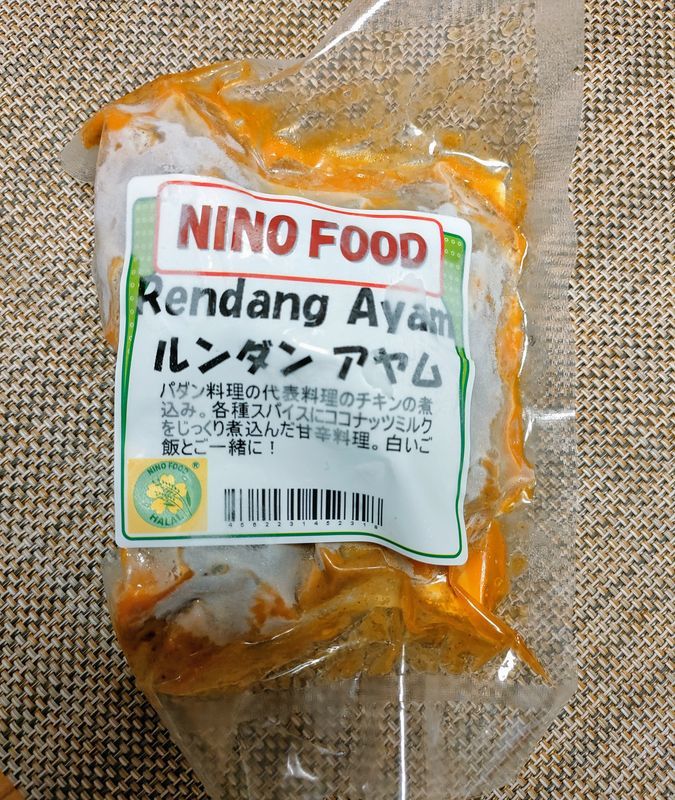 NINO FOOD
Rendang Ayam
ルンダン アヤム
パダン料理の代表料理のチキンの煮
込み。各種スパイスにココナッツミルク
をじっくり煮込んだ甘辛料理。白いご
飯とご一緒に！
NINO FOOD ®
HALAL
4562231452318